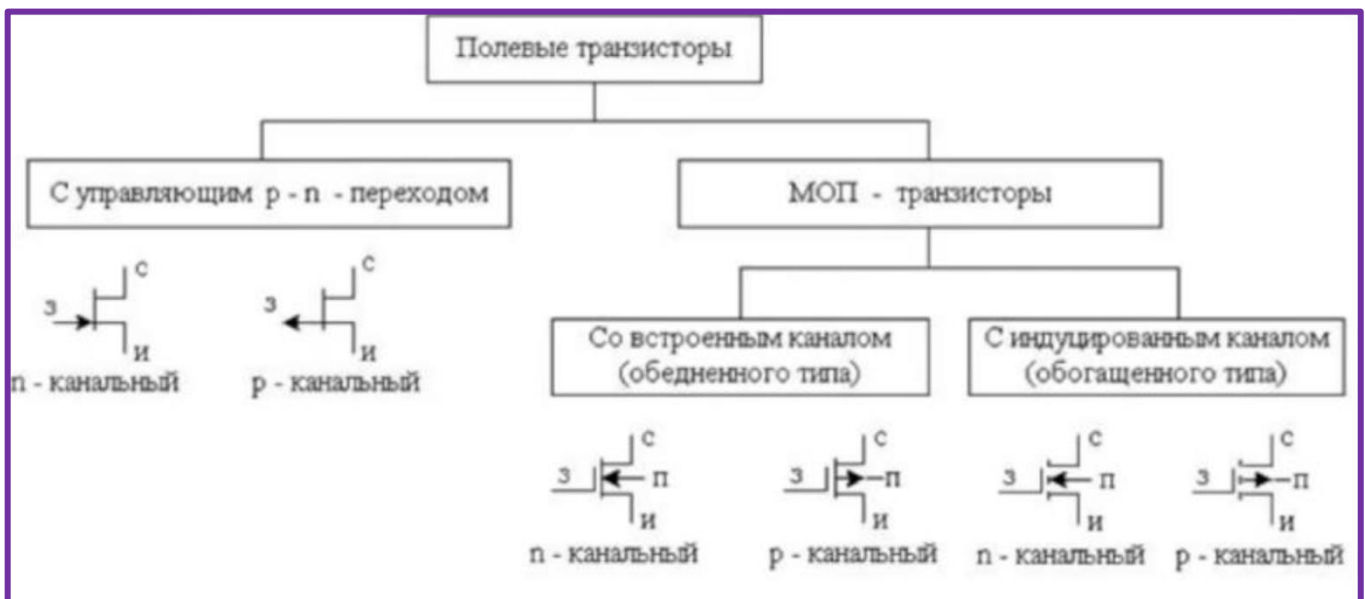 Полевые транзисторы
С управляющим p - n - переходом
МОП - транзисторы
С
З
И
n - канальный
С
З
И
p - канальный
Со встроенным каналом
(обедненного типа)
С индуцированным каналом
(обогащенного типа)
С
З
П
И
n - канальный
С
З
П
И
p - канальный
С
З
П
И
n - канальный
С
З
П
И
p - канальный